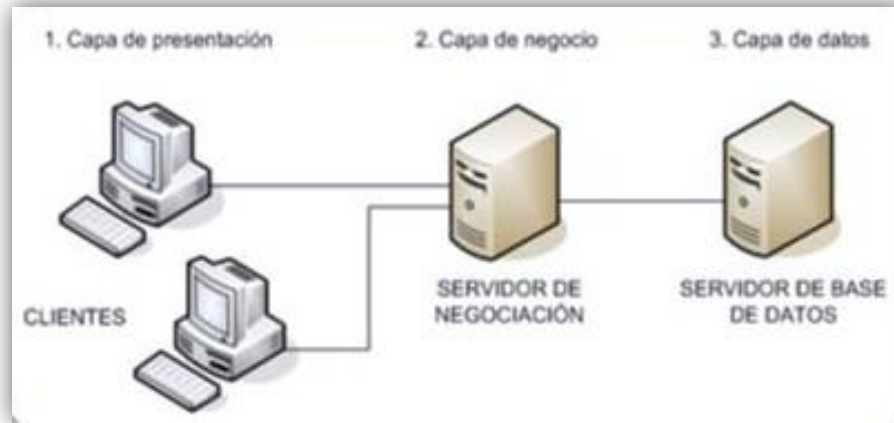 1. Capa de presentación
2. Capa de negocio
3. Capa de datos
CLIENTES
SERVIDOR DE
NEGOCIACIÓN
SERVIDOR DE BASE
DE DATOS